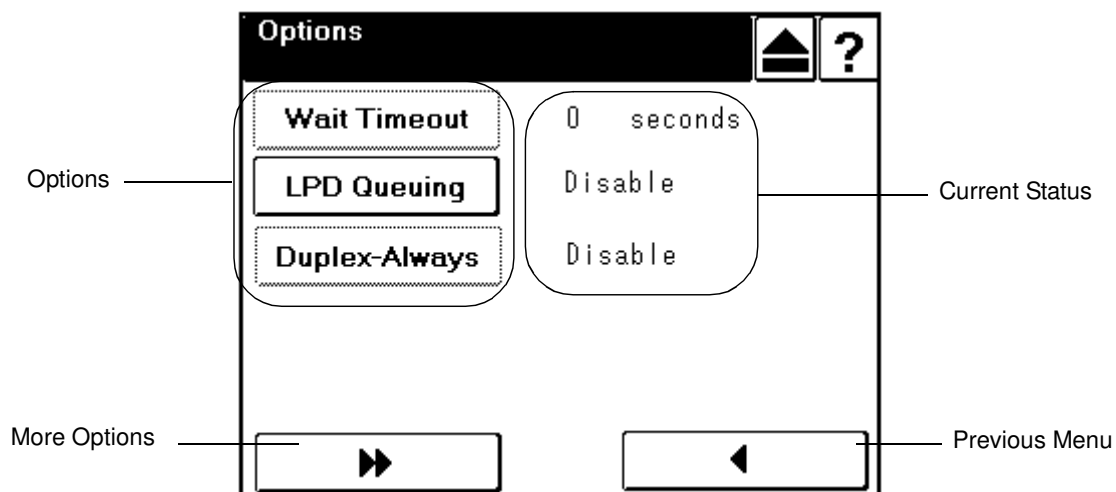 Options
?
Wait Timeout 0 seconds
Options
LPD Queuing Disable
Current Status
Duplex-Always Disable
More Options
Previous Menu